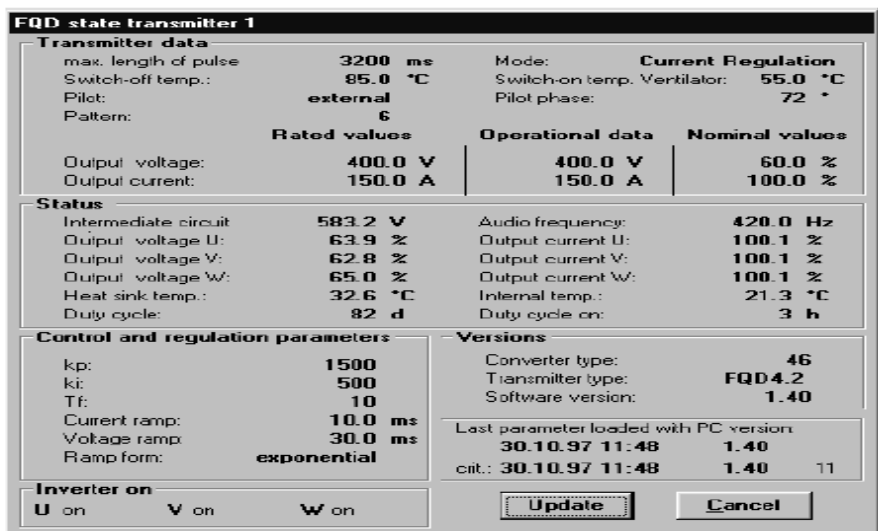 FQD state transmitter 1
Transmitter data
max. length of pulse 3200 ms Mode: Current Regulation
Switch-off temp.: 85.0 °C Switch-on temp. Ventilator: 55.0 °C
Pilot: external Pilot phase: 72 °
Pattern: 6
Rated values Operational data Nominal values
Output voltage: 400.0 V 400.0 V 60.0 %
Output current: 150.0 A 150.0 A 100.0 %
Status
Intermediate circuit 583.2 V Audio frequency: 420.0 Hz
Output voltage U: 63.9 % Output current U: 100.1 %
Output voltage V: 62.8 % Output current V: 100.1 %
Output voltage W: 65.0 % Output current W: 100.1 %
Heat sink temp.: 32.6 °C Internal temp.: 21.3 °C
Duty cycle: 82 d Duty cycle on: 3 h
Control and regulation parameters
kp: 1500
ki: 500
Tf: 10
Current ramp: 10.0 ms
Voltage ramp: 30.0 ms
Ramp form: exponential
Versions
Converter type: 46
Transmitter type: FQD4.2
Software version: 1.40
Last parameter loaded with PC version:
30.10.97 11:48 1.40
crit.: 30.10.97 11:48 1.40 11
Inverter on
U on V on W on
Update Cancel